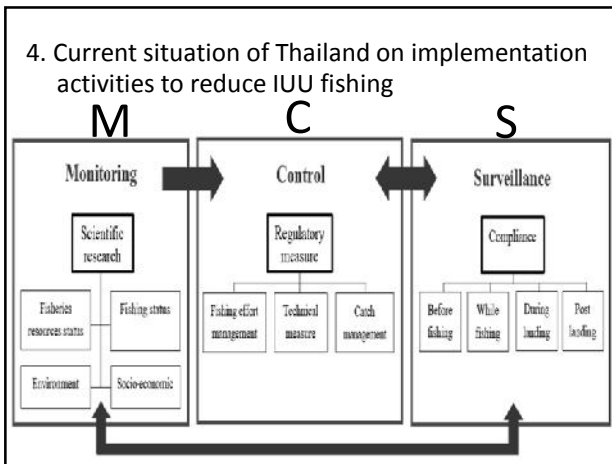 4. Current situation of Thailand on implementation
activities to reduce IUU fishing
M
C
S
Monitoring
Scientific
research
Fisheries
resources status
Fishing status
Environment
Socio-economic
Control
Regulatory
measure
Fishing effort
management
Technical
measure
Catch
management
Surveillance
Compliance
Before
fishing
While
fishing
During
landing
Post
landing